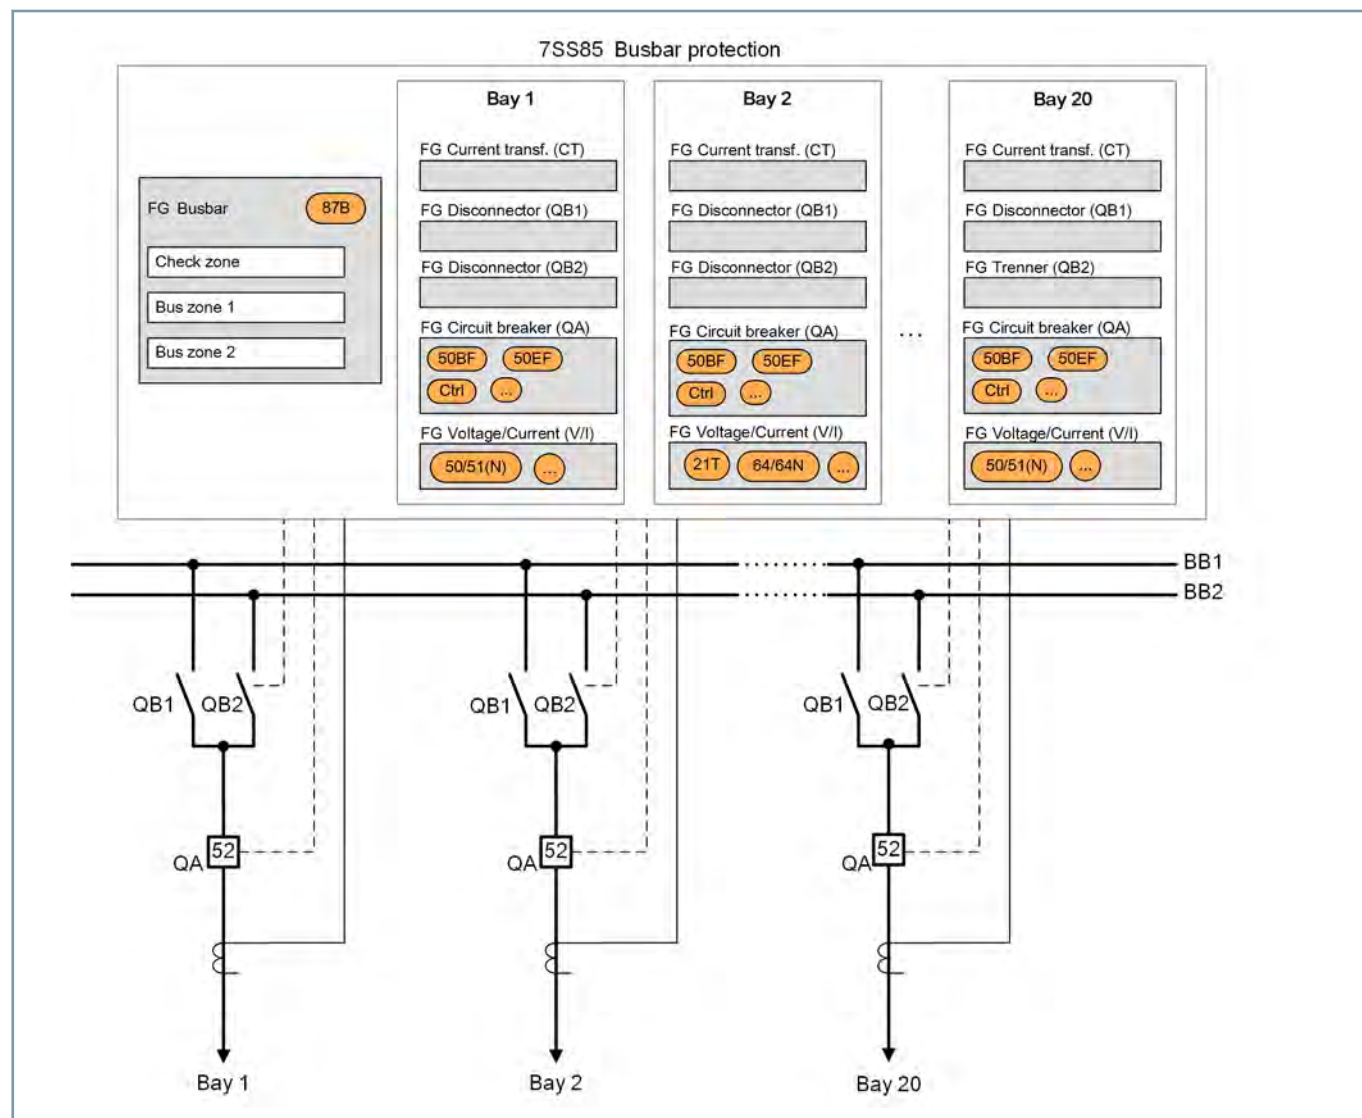 7SS85 Busbar protection
FG Busbar
87B
Check zone
Bus zone 1
Bus zone 2
Bay 1
FG Current transf. (CT)
FG Disconnector (QB1)
FG Disconnector (QB2)
FG Circuit breaker (QA)
50BF 50EF
Ctrl ...
FG Voltage/Current (V/I)
50/51(N) ...
Bay 2
FG Current transf. (CT)
FG Disconnector (QB1)
FG Disconnector (QB2)
FG Circuit breaker (QA)
50BF 50EF
Ctrl ...
FG Voltage/Current (V/I)
21T 64/64N ...
...
Bay 20
FG Current transf. (CT)
FG Disconnector (QB1)
FG Trenner (QB2)
FG Circuit breaker (QA)
50BF 50EF
Ctrl ...
FG Voltage/Current (V/I)
50/51(N) ...
BB1
BB2
QB1 QB2
QB1 QB2
QB1 QB2
QA 52
QA 52
QA 52
Bay 1
Bay 2
Bay 20